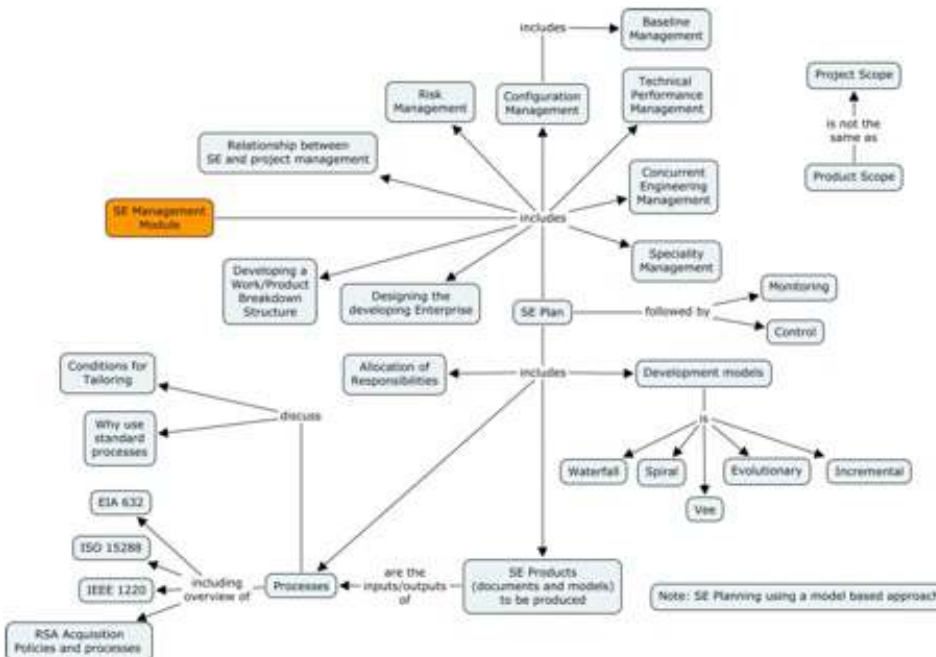 includes
Baseline
Management
Risk
Management
Configuration
Management
Technical
Performance
Management
Project Scope
is not the
same as
Product Scope
Relationship between
SE and project management
Concurrent
Engineering
Management
SE Management
Module
includes
Speciality
Management
Developing a
Work/Product
Breakdown
Structure
Designing the
developing Enterprise
SE Plan
followed by
Monitoring
Control
Conditions for
Tailoring
Allocation of
Responsibilities
includes
Development models
discuss
Why use
standard
processes
is
Waterfall
Spiral
Evolutionary
Incremental
Vee
EIA 632
ISO 15288
IEEE 1220
including
overview of
Processes
are the
inputs/outputs
of
SE Products
(documents and models)
to be produced
Note: SE Planning using a model based approach
RSA Acquisition
Policies and processes